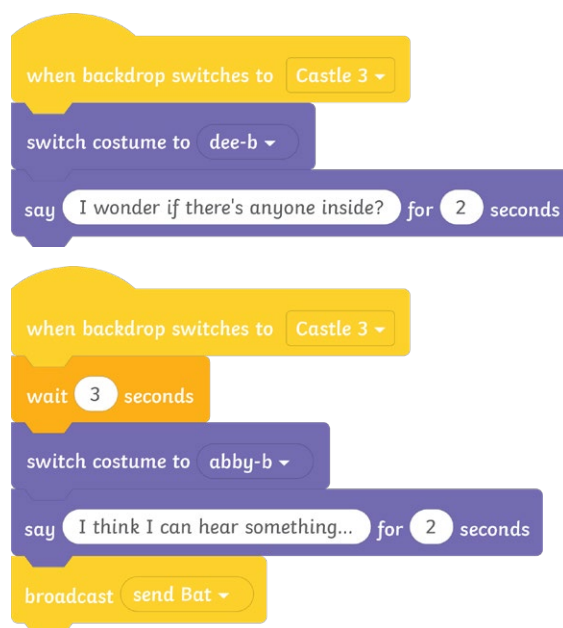 when backdrop switches to Castle 3
switch costume to dee-b
say I wonder if there's anyone inside? for 2 seconds
when backdrop switches to Castle 3
wait 3 seconds
switch costume to abby-b
say I think I can hear something... for 2 seconds
broadcast send Bat